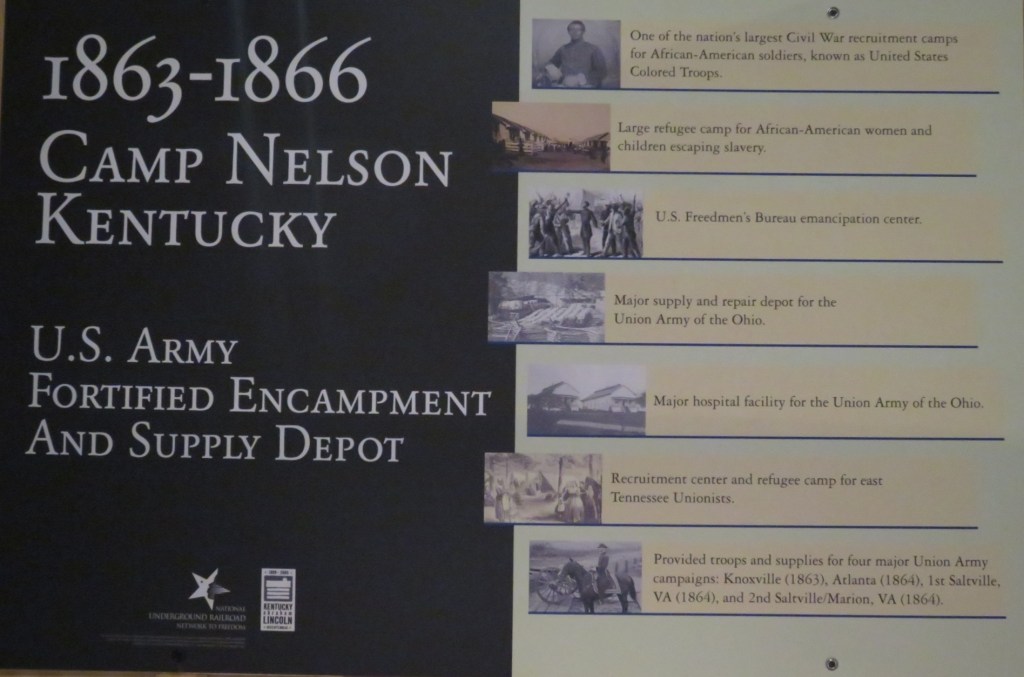 1863-1866
CAMP NELSON
KENTUCKY
U.S. ARMY
FORTIFIED ENCAMPMENT
AND SUPPLY DEPOT
NATIONAL
UNDERGROUND RAILROAD
NETWORK TO FREEDOM
KENTUCKY
abraham
LINCOLN
One of the nation's largest Civil War recruitment camps
for African-American soldiers, known as United States
Colored Troops.
Large refugee camp for African-American women and
children escaping slavery.
U.S. Freedmen's Bureau emancipation center.
Major supply and repair depot for the
Union Army of the Ohio.
Major hospital facility for the Union Army of the Ohio.
Recruitment center and refugee camp for east
Tennessee Unionists.
Provided troops and supplies for four major Union Army
campaigns: Knoxville (1863), Atlanta (1864), 1st Saltville,
VA (1864), and 2nd Saltville/Marion, VA (1864).